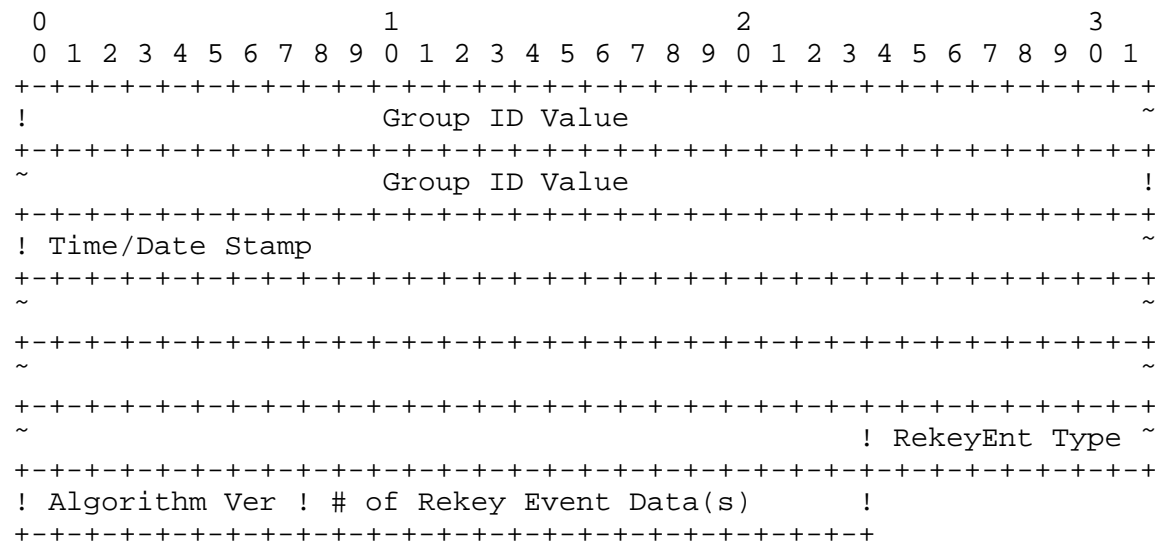 0                   1                   2                   3
 0 1 2 3 4 5 6 7 8 9 0 1 2 3 4 5 6 7 8 9 0 1 2 3 4 5 6 7 8 9 0 1
+-+-+-+-+-+-+-+-+-+-+-+-+-+-+-+-+-+-+-+-+-+-+-+-+-+-+-+-+-+-+-+-+
!                    Group ID Value                             ~
+-+-+-+-+-+-+-+-+-+-+-+-+-+-+-+-+-+-+-+-+-+-+-+-+-+-+-+-+-+-+-+-+
~                    Group ID Value                             !
+-+-+-+-+-+-+-+-+-+-+-+-+-+-+-+-+-+-+-+-+-+-+-+-+-+-+-+-+-+-+-+-+
! Time/Date Stamp                                               ~
+-+-+-+-+-+-+-+-+-+-+-+-+-+-+-+-+-+-+-+-+-+-+-+-+-+-+-+-+-+-+-+-+
~                                                               ~
+-+-+-+-+-+-+-+-+-+-+-+-+-+-+-+-+-+-+-+-+-+-+-+-+-+-+-+-+-+-+-+-+
~                                                               ~
+-+-+-+-+-+-+-+-+-+-+-+-+-+-+-+-+-+-+-+-+-+-+-+-+-+-+-+-+-+-+-+-+
~                                               ! RekeyEnt Type ~
+-+-+-+-+-+-+-+-+-+-+-+-+-+-+-+-+-+-+-+-+-+-+-+-+-+-+-+-+-+-+-+-+
! Algorithm Ver ! # of Rekey Event Data(s)      !
+-+-+-+-+-+-+-+-+-+-+-+-+-+-+-+-+-+-+-+-+-+-+-+-+